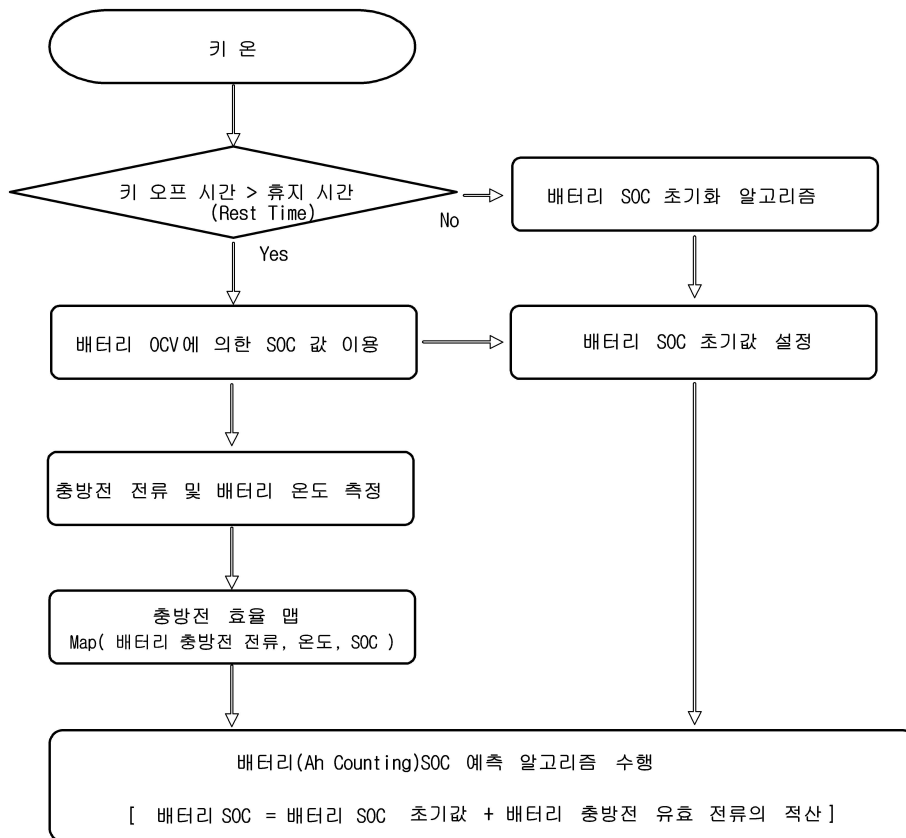 키 온
키 오프 시간 > 휴지 시간
(Rest Time)
No
배터리 SOC 초기화 알고리즘
Yes
배터리 OCV에 의한 SOC 값 이용
배터리 SOC 초기값 설정
충방전 전류 및 배터리 온도 측정
충방전 효율 맵
Map( 배터리 충방전 전류, 온도, SOC )
배터리(Ah Counting)SOC 예측 알고리즘 수행
[ 배터리 SOC = 배터리 SOC 초기값 + 배터리 충방전 유효 전류의 적산 ]